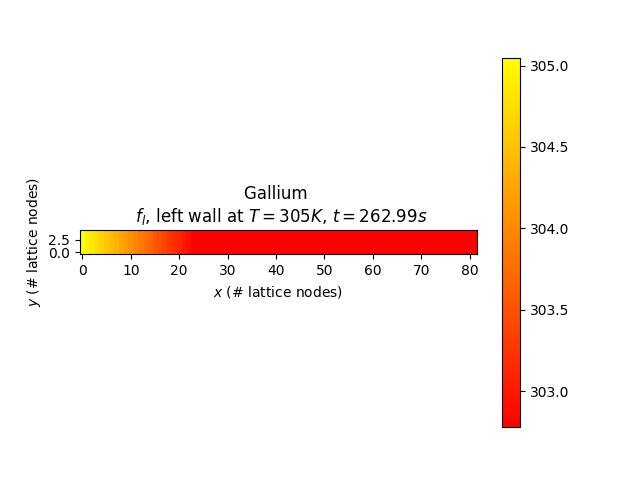 Gallium
f_l, left wall at T = 305K, t = 262.99s
y (# lattice nodes)
2.5
0.0
0 10 20 30 40 50 60 70 80
x (# lattice nodes)
305.0
304.5
304.0
303.5
303.0